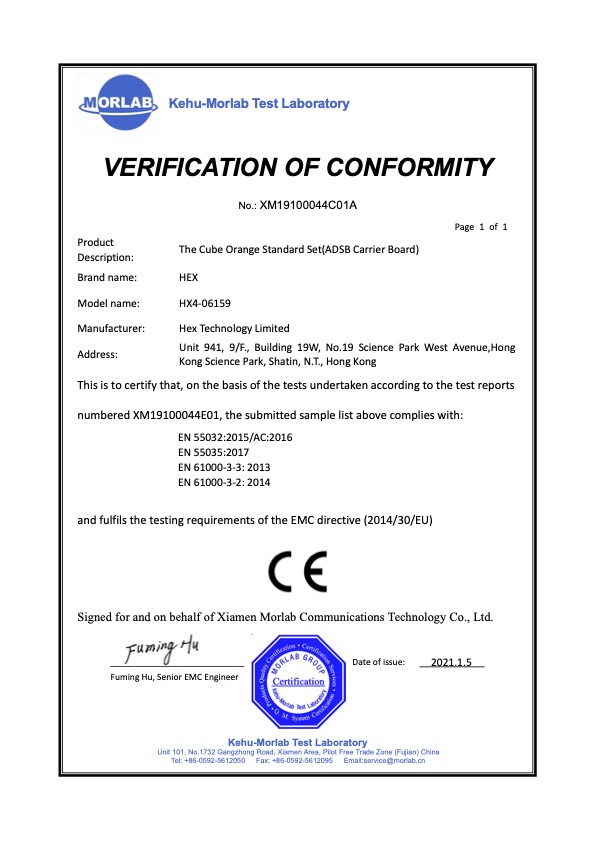 MORLAB
Kehu-Morlab Test Laboratory
VERIFICATION OF CONFORMITY
No.: XM19100044C01A
Page 1 of 1
Product
Description:
The Cube Orange Standard Set(ADSB Carrier Board)
Brand name: HEX
Model name: HX4-06159
Manufacturer: Hex Technology Limited
Address: Unit 941, 9/F., Building 19W, No.19 Science Park West Avenue,Hong
Kong Science Park, Shatin, N.T., Hong Kong
This is to certify that, on the basis of the tests undertaken according to the test reports
numbered XM19100044E01, the submitted sample list above complies with:
EN 55032:2015/AC:2016
EN 55035:2017
EN 61000-3-3: 2013
EN 61000-3-2: 2014
and fulfils the testing requirements of the EMC directive (2014/30/EU)
CE
Signed for and on behalf of Xiamen Morlab Communications Technology Co., Ltd.
Fuming Hu
Fuming Hu, Senior EMC Engineer
• Certification Services • Products Quality Certification • Q. M. System Certification
MORLAB GROUP
Certification
Kehu-Morlab Test Laboratory
Date of issue: 2021.1.5
Kehu-Morlab Test Laboratory
Unit 101, No.1732 Gangzhong Road, Xiamen Area, Pilot Free Trade Zone (Fujian) China
Tel: +86-0592-5612050 Fax: +86-0592-5612095 Email:service@morlab.cn